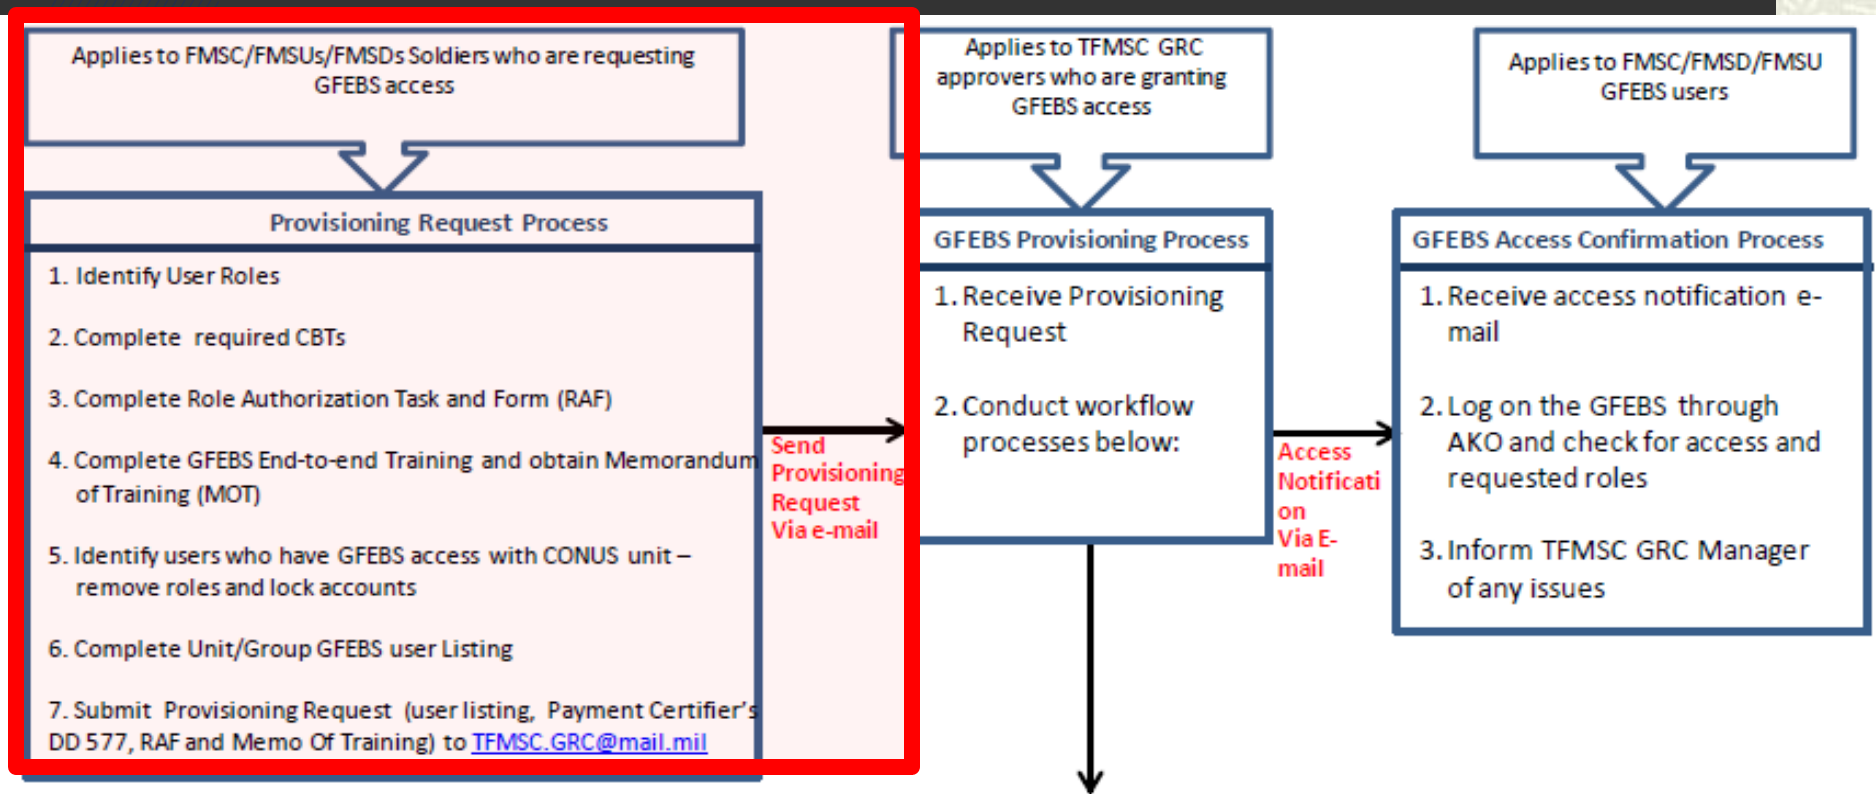 Applies to FMSC/FMSUs/FMSDs Soldiers who are requesting
GFEBS access
Provisioning Request Process
1. Identify User Roles
2. Complete required CBTs
3. Complete Role Authorization Task and Form (RAF)
4. Complete GFEBS End-to-end Training and obtain Memorandum
of Training (MOT)
5. Identify users who have GFEBS access with CONUS unit –
remove roles and lock accounts
6. Complete Unit/Group GFEBS user Listing
7. Submit Provisioning Request (user listing, Payment Certifier's
DD 577, RAF and Memo Of Training) to TFMSC.GRC@mail.mil
Send
Provisioning
Request
Via e-mail
Applies to TFMSC GRC
approvers who are granting
GFEBS access
GFEBS Provisioning Process
1. Receive Provisioning
Request
2. Conduct workflow
processes below:
Access
Notificati
on
Via E-
mail
Applies to FMSC/FMSD/FMSU
GFEBS users
GFEBS Access Confirmation Process
1. Receive access notification e-
mail
2. Log on the GFEBS through
AKO and check for access and
requested roles
3. Inform TFMSC GRC Manager
of any issues